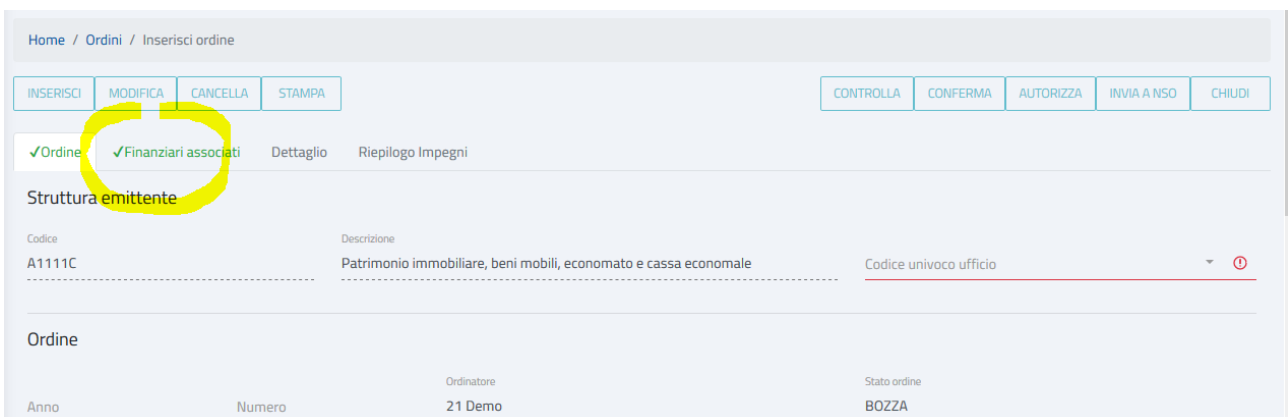 Home / Ordini / Inserisci ordine
INSERISCI MODIFICA CANCELLA STAMPA CONTROLLA CONFERMA AUTORIZZA INVIA A NSO CHIUDI
✓Ordine ✓Finanziari associati Dettaglio Riepilogo Impegni
Struttura emittente
Codice Descrizione
A1111C Patrimonio immobiliare, beni mobili, economato e cassa economale Codice univoco ufficio
Ordine
Ordinatore Stato ordine
Anno Numero 21 Demo BOZZA